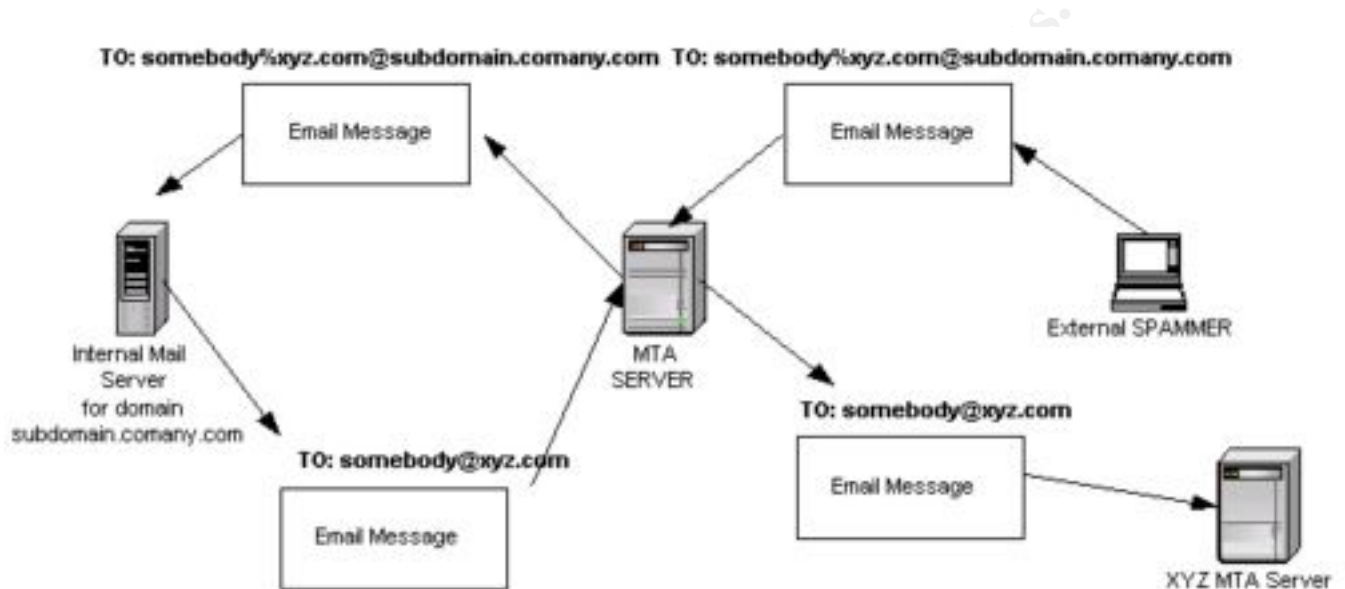 TO: somebody%xyz.com@subdomain.comany.com TO: somebody%xyz.com@subdomain.comany.com
Email Message
Email Message
External SPAMMER
Internal Mail
Server
for domain
subdomain.comany.com
MTA
SERVER
TO: somebody@xyz.com
TO: somebody@xyz.com
Email Message
Email Message
XYZ MTA Server